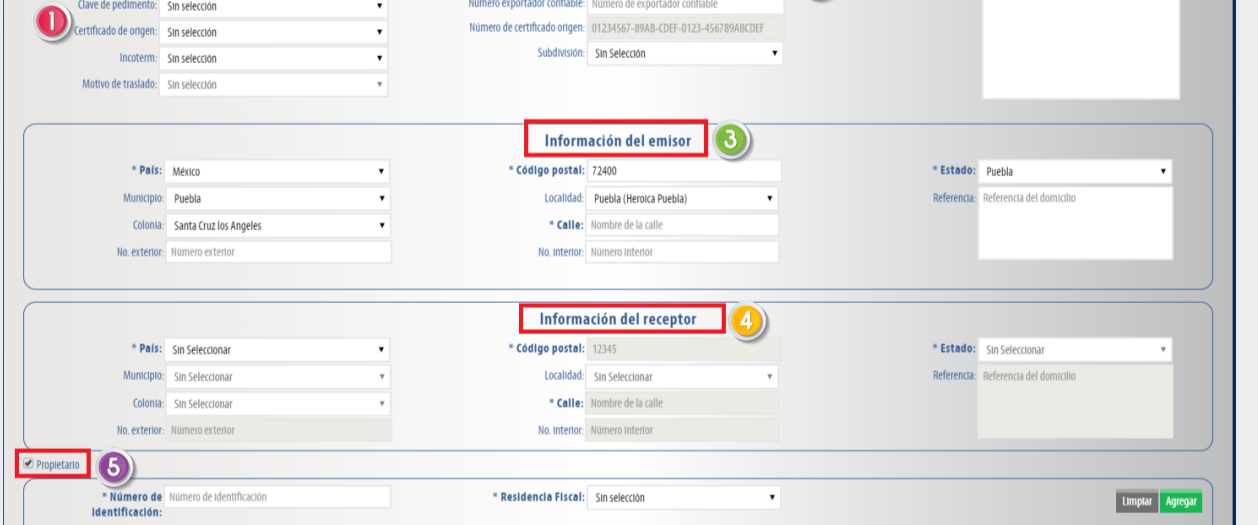 Clave de pedimento: Sin selección Número exportador confiable: Número de exportador confiable
1
Certificado de origen: Sin selección Número de certificado origen: 01234567-89AB-CDEF-0123-456789ABCDEF
Incoterm: Sin selección Subdivisión: Sin Selección
Motivo de traslado: Sin selección
Información del emisor 3
* País: México * Código postal: 72400 * Estado: Puebla
Municipio: Puebla Localidad: Puebla (Heroica Puebla) Referencia: Referencia del domicilio
Colonia: Santa Cruz los Angeles * Calle: Nombre de la calle
No. exterior: Número exterior No. interior: Número interior
Información del receptor 4
* País: Sin Seleccionar * Código postal: 12345 * Estado: Sin Seleccionar
Municipio: Sin Seleccionar Localidad: Sin Seleccionar Referencia: Referencia del domicilio
Colonia: Sin Seleccionar * Calle: Nombre de la calle
No. exterior: Número exterior No. interior: Número interior
Propietario 5
* Número de Identificación: Número de identificación * Residencia Fiscal: Sin selección Limpiar Agregar